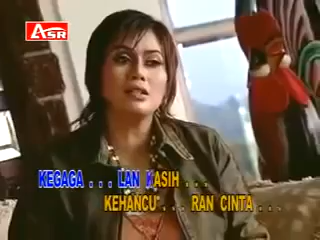 ASR
KEGAGA . . . LAN KASIH . . .
KEHANCU" . . . RAN CINTA . . .